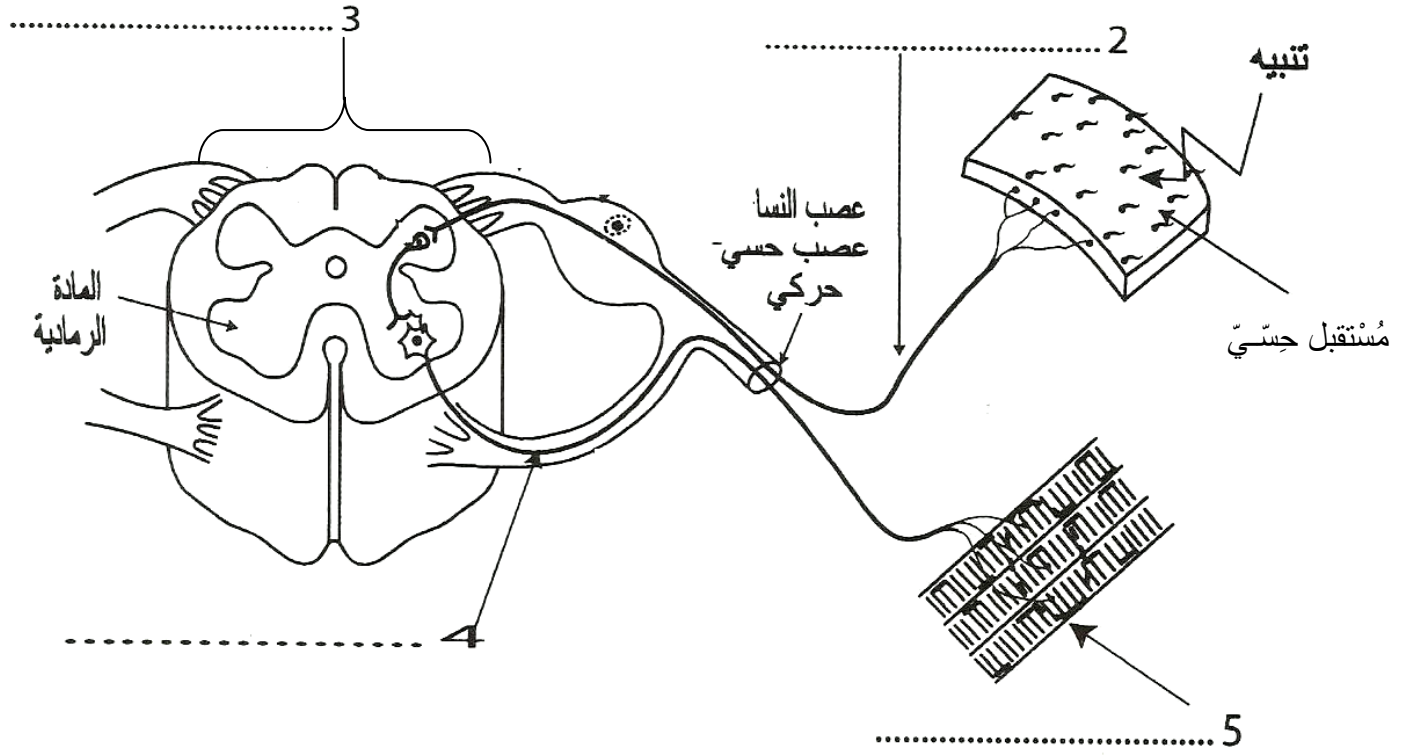 3 ........................................
2 ........................................
تنبيه
عصب النسا
عصب حسي-
حركي
المادة
الرمادية
مُسْتقبل حِسّيّ
4 ........................................
5 ........................................